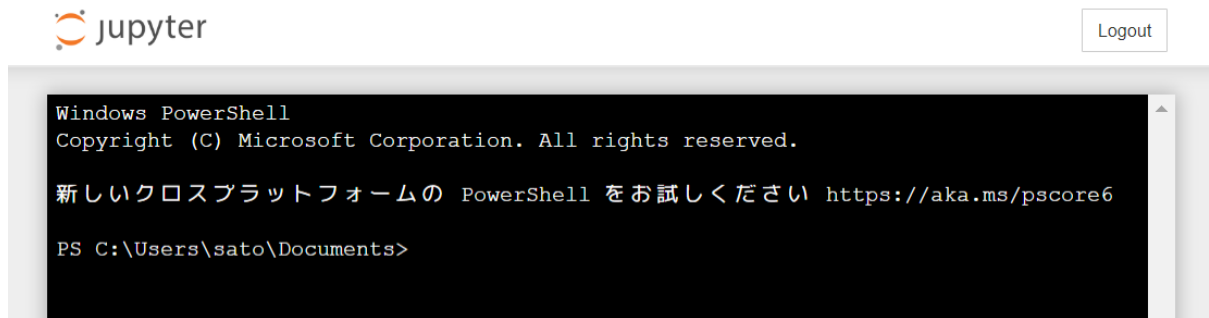 jupyter
Logout
Windows PowerShell
Copyright (C) Microsoft Corporation. All rights reserved.
新しいクロスプラットフォームの PowerShell をお試しください https://aka.ms/pscore6
PS C:\Users\sato\Documents>